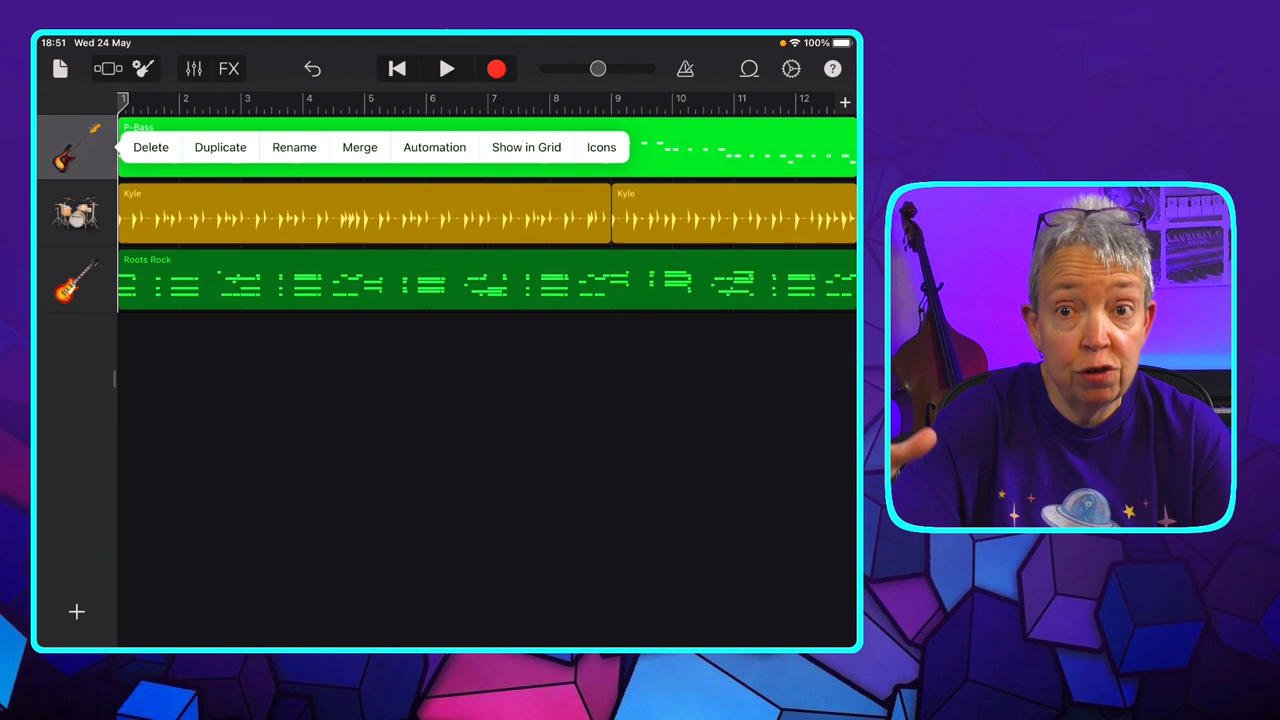 18:51 Wed 24 May
100%
FX
?
1 2 3 4 5 6 7 8 9 10 11 12 +
P-Bass
Delete Duplicate Rename Merge Automation Show in Grid Icons
Kyle Kyle
Roots Rock